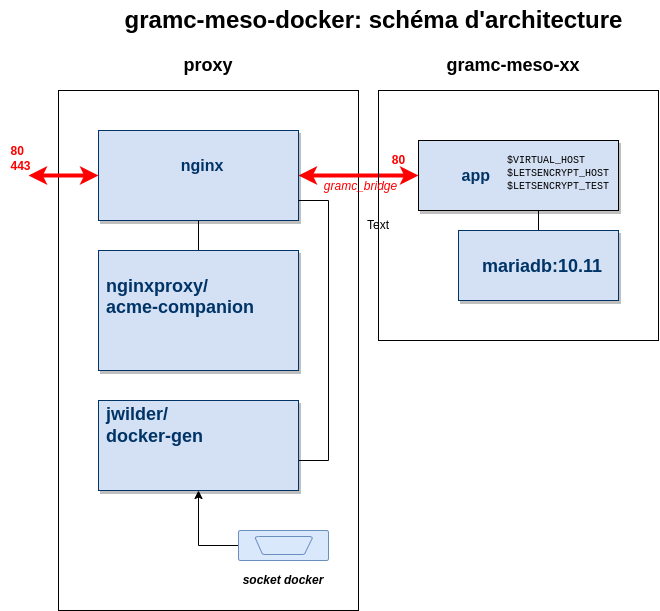 gramc-meso-docker: schéma d'architecture
proxy
gramc-meso-xx
80
443
nginx
80
gramc_bridge
app
$VIRTUAL_HOST
$LETSENCRYPT_HOST
$LETSENCRYPT_TEST
Text
mariadb:10.11
nginxproxy/
acme-companion
jwilder/
docker-gen
socket docker